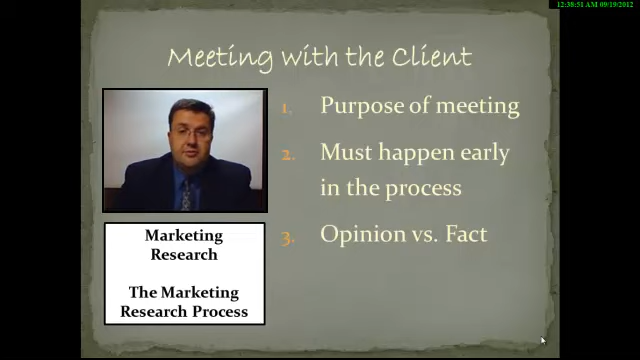 12:38:51 AM 09/19/2012
Meeting with the Client
1. Purpose of meeting
2. Must happen early
in the process
3. Opinion vs. Fact
Marketing
Research
The Marketing
Research Process